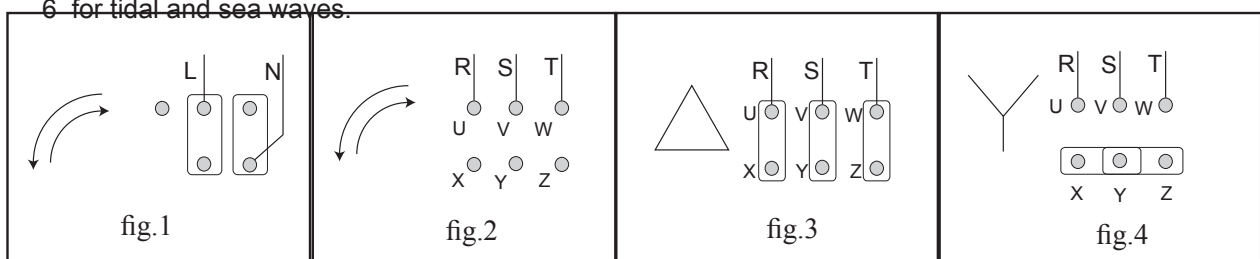 6 for tidal and sea waves.
L N
fig.1
R S T
U V W
X Y Z
fig.2
R S T
U V W
X Y Z
fig.3
R S T
U V W
X Y Z
fig.4